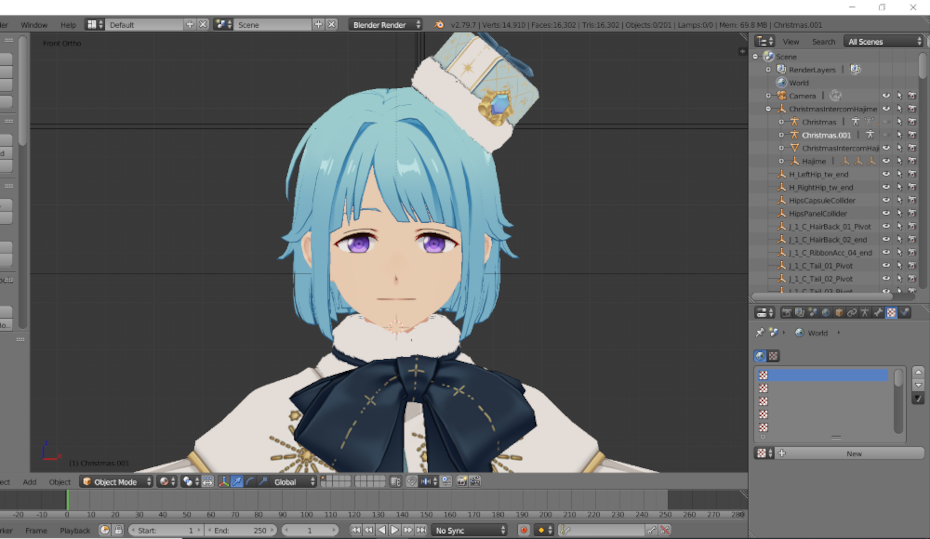 Window Help Default Scene Blender Render v2.79.7 | Verts:14,910 | Faces:16,302 | Tris:16,302 | Objects:0/201 | Lamps:0/0 | Mem: 69.8 MB | Christmas.001
Front Ortho
View Search All Scenes
Scene
RenderLayers
World
Camera
ChristmasIntercomHajime
Christmas
Christmas.001
ChristmasIntercomHaji
Hajime
H_LeftHip_tw_end
H_RightHip_tw_end
HipsCapsuleCollider
HipsPanelCollider
J_1_C_HairBack_01_Pivot
J_1_C_HairBack_02_end
J_1_C_RibbonAcc_04_end
J_1_C_Tail_01_Pivot
J_1_C_Tail_02_Pivot
J_1_C_Tail_03_Pivot
World
New
(1) Christmas.001
Add Object Object Mode Global
-20 -10 0 10 20 30 40 50 60 70 80 90 100 110 120 130 140 150 160 170 180 190 200 210 220 230 240 250 260 270 280
Frame Playback Start: 1 End: 250 1 No Sync